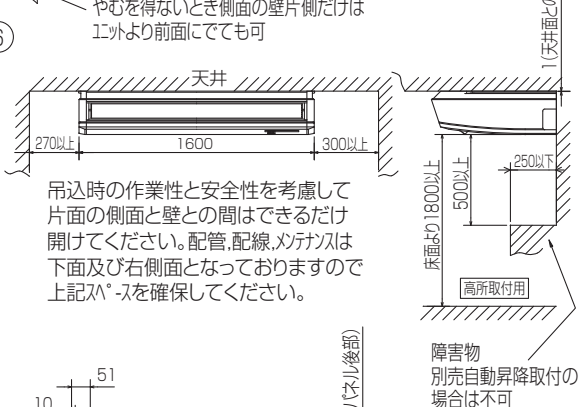 やむを得ないとき側面の壁片側だけは
ユニットより前面にでても可
天井
270以上
1600
300以上
1(天井面との
床面より1800以上
500以上
250以下
高所取付用
吊込時の作業性と安全性を考慮して
片面の側面と壁との間はできるだけ
開けてください。配管,配線,メンテナンスは
下面及び右側面となっておりますので
上記スペースを確保してください。
障害物
別売自動昇降取付の
場合は不可
パネル後部)
51
10